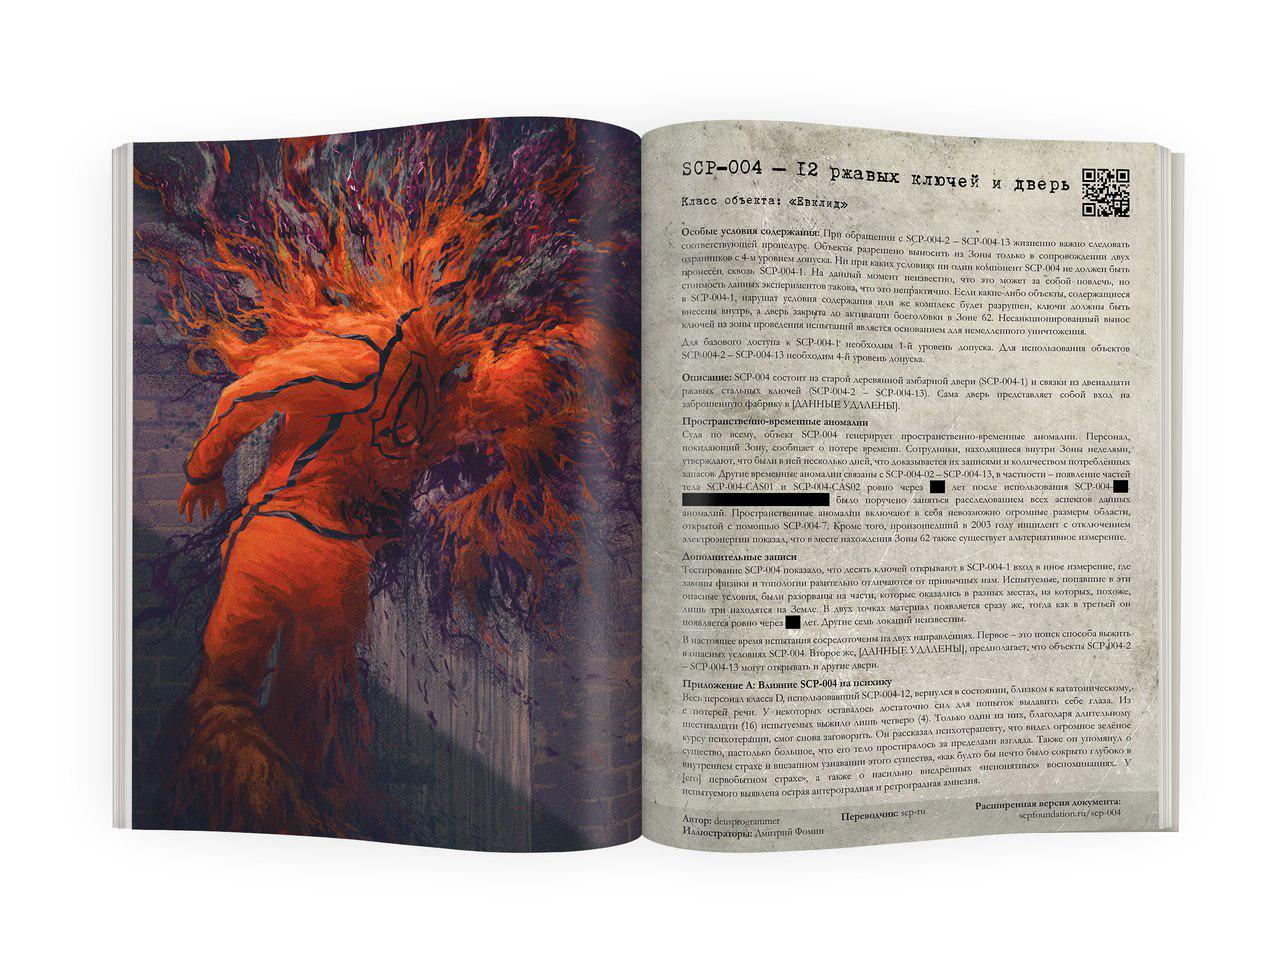 SCP-004 – 12 ржавых ключей и дверь
Класс объекта: «Евклид»
Особые условия содержания: При обращении с SCP-004-2 – SCP-004-13 жизненно важно следовать
соответствующей процедуре. Объекты разрешено выносить из Зоны только в сопровождении двух
охранников с 4-м уровнем допуска. Ни при каких условиях ни один компонент SCP-004 не должен быть
пронесён сквозь SCP-004-1. На данный момент неизвестно, что это может за собой повлечь, но
стоимость данных экспериментов такова, что это непрактично. Если какие-либо объекты, содержащиеся
в SCP-004-1, нарушат условия содержания или же комплекс будет разрушен, ключи должны быть
внесены внутрь, а дверь закрыта до активации боеголовки в Зоне 62. Несанкционированный вынос
ключей из зоны проведения испытаний является основанием для немедленного уничтожения.
Для базового доступа к SCP-004-1 необходим 1-й уровень допуска. Для использования объектов
SCP-004-2 – SCP-004-13 необходим 4-й уровень допуска.
Описание: SCP-004 состоит из старой деревянной амбарной двери (SCP-004-1) и связки из двенадцати
ржавых стальных ключей (SCP-004-2 – SCP-004-13). Сама дверь представляет собой вход на
заброшенную фабрику в [ДАННЫЕ УДАЛЕНЫ].
Пространственно-временные аномалии
Судя по всему, объект SCP-004 генерирует пространственно-временные аномалии. Персонал,
покидающий Зону, сообщает о потере времени. Сотрудники, находящиеся внутри Зоны неделями,
утверждают, что были в ней несколько дней, что доказывается их записями и количеством потреблённых
запасов. Другие временные аномалии связаны с SCP-004-02 – SCP-004-13, в частности – появление частей
тела SCP-004-CAS01 и SCP-004-CAS02 ровно через лет после использования SCP-004-
было поручено заняться расследованием всех аспектов данных
аномалий. Пространственные аномалии включают в себя невозможно огромные размеры области,
открытой с помощью SCP-004-7. Кроме того, произошедший в 2003 году инцидент с отключением
электроэнергии показал, что в месте нахождения Зоны 62 также существует альтернативное измерение.
Дополнительные записи
Тестирование SCP-004 показало, что десять ключей открывают в SCP-004-1 вход в иное измерение, где
законы физики и топологии разительно отличаются от привычных нам. Испытуемые, попавшие в эти
опасные условия, были разорваны на части, которые оказались в разных местах, из которых, похоже,
лишь три находятся на Земле. В двух точках материал появляется сразу же, тогда как в третьей он
появляется ровно через лет. Другие семь локаций неизвестны.
В настоящее время испытания сосредоточены на двух направлениях. Первое – это поиск способа выжить
в опасных условиях SCP-004. Второе же, [ДАННЫЕ УДАЛЕНЫ], предполагает, что объекты SCP-004-2
– SCP-004-13 могут открывать и другие двери.
Приложение А: Влияние SCP-004 на психику
Весь персонал класса D, использовавший SCP-004-12, вернулся в состоянии, близком к кататоническому,
с потерей речи. У некоторых оставалось достаточно сил для попыток выдавить себе глаза. Из
шестнадцати (16) испытуемых выжило лишь четверо (4). Только один из них, благодаря длительному
курсу психотерапии, смог снова заговорить. Он рассказал психотерапевту, что видел огромное зелёное
существо, настолько большое, что его тело простиралось за пределами взгляда. Также он упомянул о
внутреннем страхе и внезапном узнавании этого существа, «как будто бы нечто было сокрыто глубоко в
[его] первобытном страхе», а также о насильно внедрённых «непонятных» воспоминаниях. У
испытуемого выявлена острая антероградная и ретроградная амнезия.
Автор: deusprogrammer
Переводчик: scp-ru
Расширенная версия документа:
scpfoundation.ru/scp-004
Иллюстраторы: Дмитрий Фомин